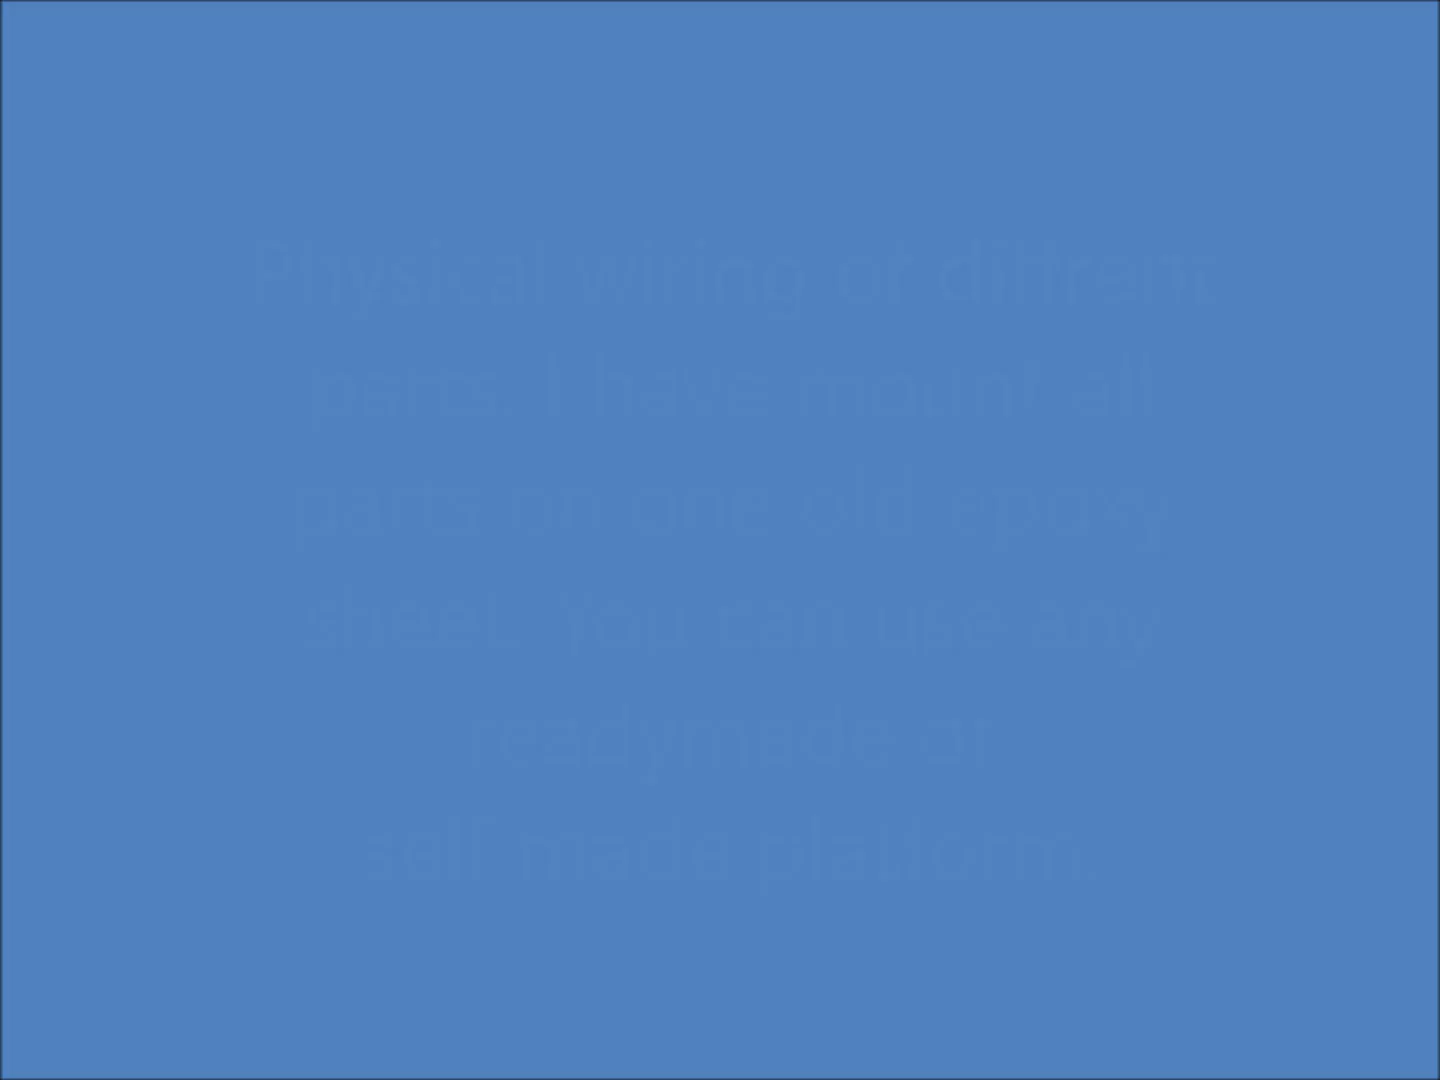 Physical wiring of diffrent
parts. I have mount all
parts on one old epoxy
sheet. You can use any
readymade or
self made platform.